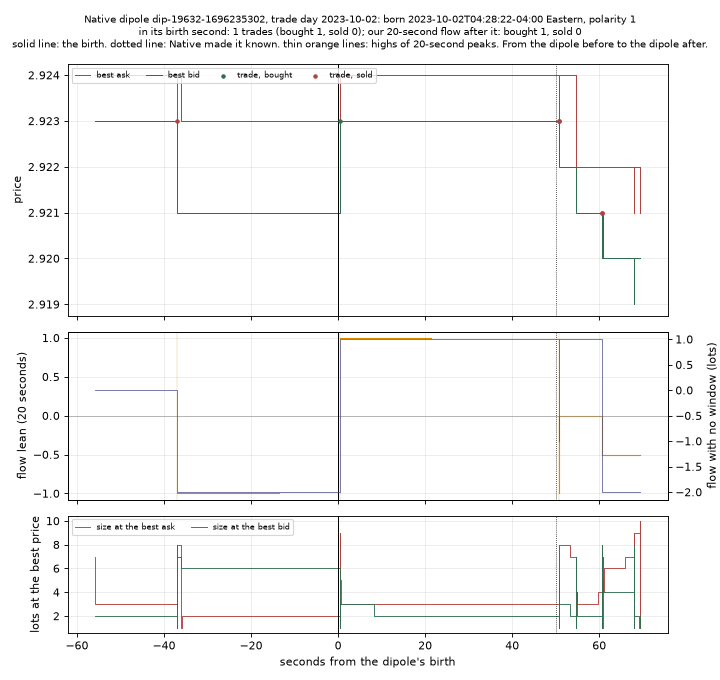 Native dipole dip-19632-1696235302, trade day 2023-10-02: born 2023-10-02T04:28:22-04:00 Eastern, polarity 1
in its birth second: 1 trades (bought 1, sold 0); our 20-second flow after it: bought 1, sold 0
solid line: the birth. dotted line: Native made it known. thin orange lines: highs of 20-second peaks. From the dipole before to the dipole after.
best ask
best bid
trade, bought
trade, sold
2.924
2.923
2.922
2.921
2.920
2.919
price
1.0
0.5
0.0
−0.5
−1.0
flow lean (20 seconds)
1.0
0.5
0.0
−0.5
−1.0
−1.5
−2.0
flow with no window (lots)
size at the best ask
size at the best bid
10
8
6
4
2
lots at the best price
−60
−40
−20
0
20
40
60
seconds from the dipole's birth